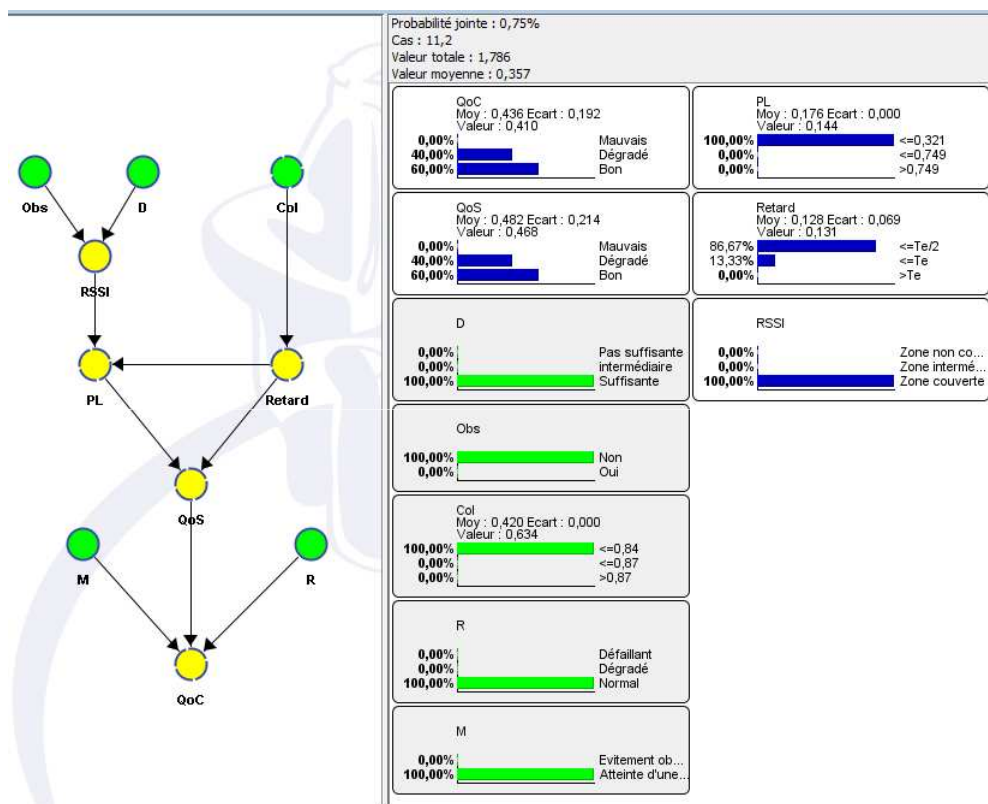 Obs
D
Col
RSSI
PL
Retard
QoS
M
R
QoC
Probabilité jointe : 0,75%
Cas : 11,2
Valeur totale : 1,786
Valeur moyenne : 0,357
QoC
Moy : 0,436 Ecart : 0,192
Valeur : 0,410
0,00% Mauvais
40,00% Dégradé
60,00% Bon
QoS
Moy : 0,482 Ecart : 0,214
Valeur : 0,468
0,00% Mauvais
40,00% Dégradé
60,00% Bon
D
0,00% Pas suffisante
0,00% intermédiaire
100,00% Suffisante
Obs
100,00% Non
0,00% Oui
Col
Moy : 0,420 Ecart : 0,000
Valeur : 0,634
100,00% <=0,84
0,00% <=0,87
0,00% >0,87
R
0,00% Défaillant
0,00% Dégradé
100,00% Normal
M
0,00% Evitement ob...
100,00% Atteinte d'une...
PL
Moy : 0,176 Ecart : 0,000
Valeur : 0,144
100,00% <=0,321
0,00% <=0,749
0,00% >0,749
Retard
Moy : 0,128 Ecart : 0,069
Valeur : 0,131
86,67% <=Te/2
13,33% <=Te
0,00% >Te
RSSI
0,00% Zone non co...
0,00% Zone intermé...
100,00% Zone couverte